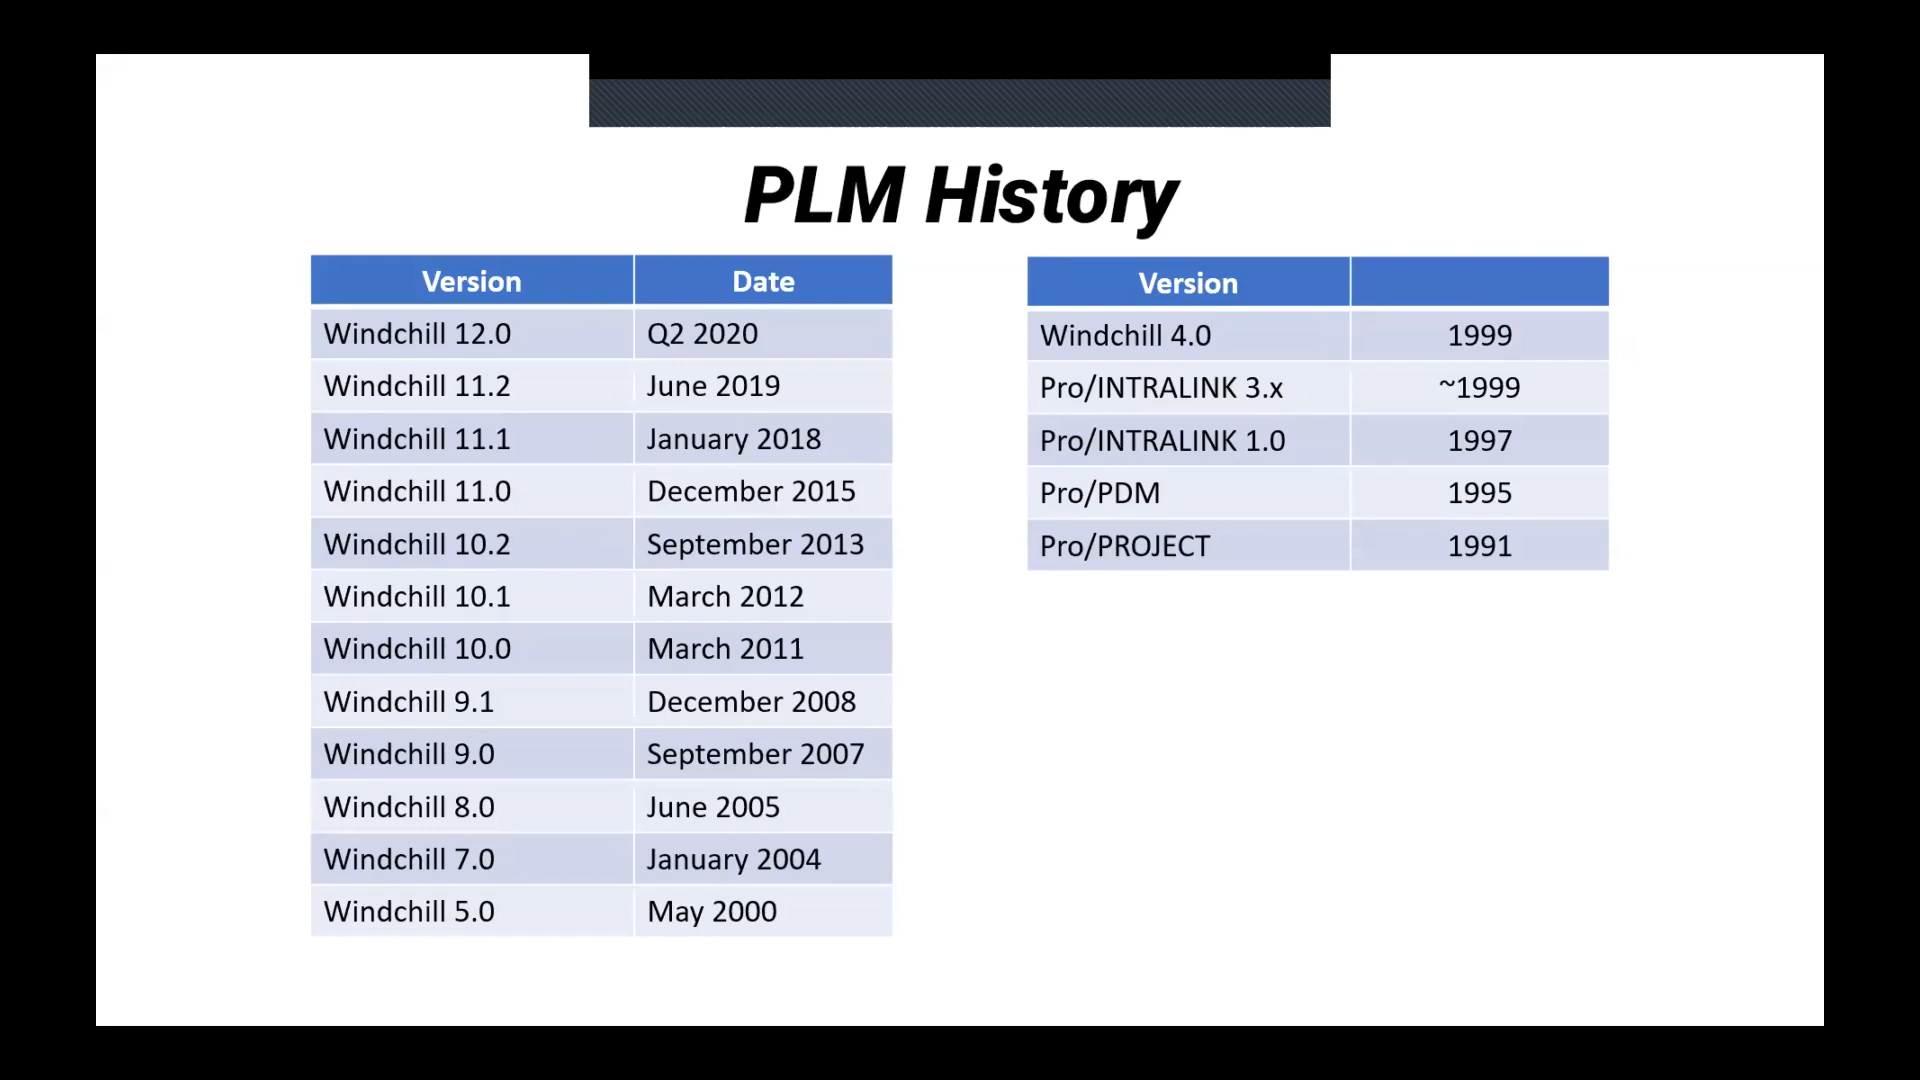 PLM History
Version Date
Windchill 12.0 Q2 2020
Windchill 11.2 June 2019
Windchill 11.1 January 2018
Windchill 11.0 December 2015
Windchill 10.2 September 2013
Windchill 10.1 March 2012
Windchill 10.0 March 2011
Windchill 9.1 December 2008
Windchill 9.0 September 2007
Windchill 8.0 June 2005
Windchill 7.0 January 2004
Windchill 5.0 May 2000
Version
Windchill 4.0 1999
Pro/INTRALINK 3.x ~1999
Pro/INTRALINK 1.0 1997
Pro/PDM 1995
Pro/PROJECT 1991